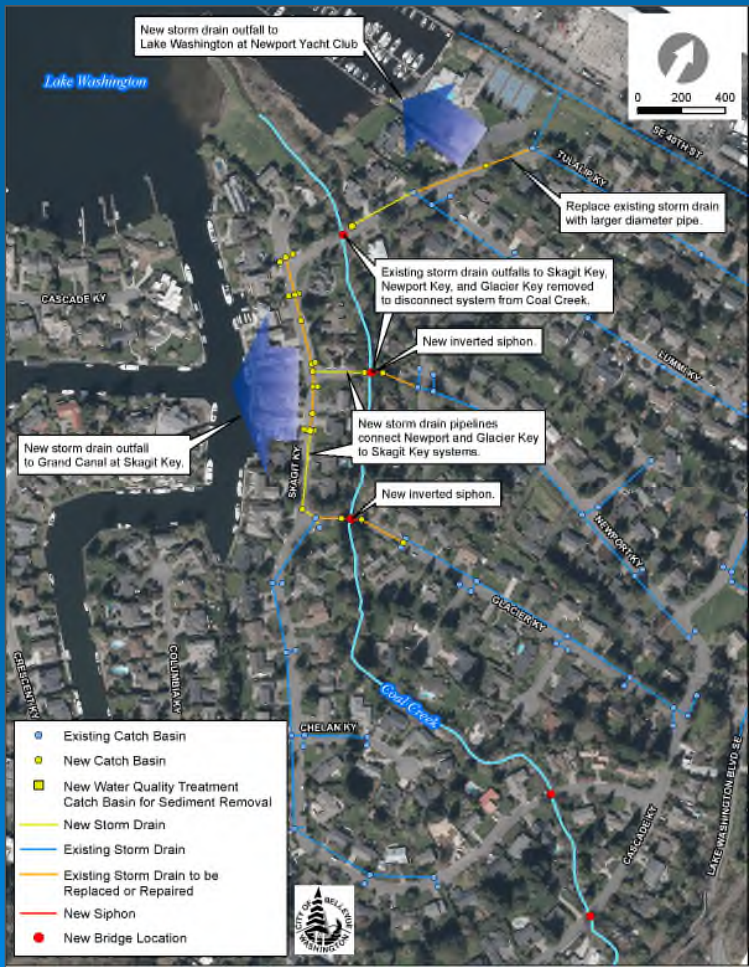 New storm drain outfall to
Lake Washington at Newport Yacht Club
Lake Washington
0 200 400
SE 40TH ST
TULALIP KY
Replace existing storm drain
with larger diameter pipe.
Existing storm drain outfalls to Skagit Key,
Newport Key, and Glacier Key removed
to disconnect system from Coal Creek.
CASCADE KY
New inverted siphon.
LUMMI KY
New storm drain pipelines
connect Newport and Glacier Key
to Skagit Key systems.
New storm drain outfall
to Grand Canal at Skagit Key.
SKAGIT KY
New inverted siphon.
NEWPORT KY
GLACIER KY
CRESCENT KY
COLUMBIA KY
Coal Creek
CHELAN KY
CASCADE KY
LAKE WASHINGTON BLVD SE
Existing Catch Basin
New Catch Basin
New Water Quality Treatment
Catch Basin for Sediment Removal
New Storm Drain
Existing Storm Drain
Existing Storm Drain to be
Replaced or Repaired
New Siphon
New Bridge Location
CITY OF BELLEVUE
WASHINGTON